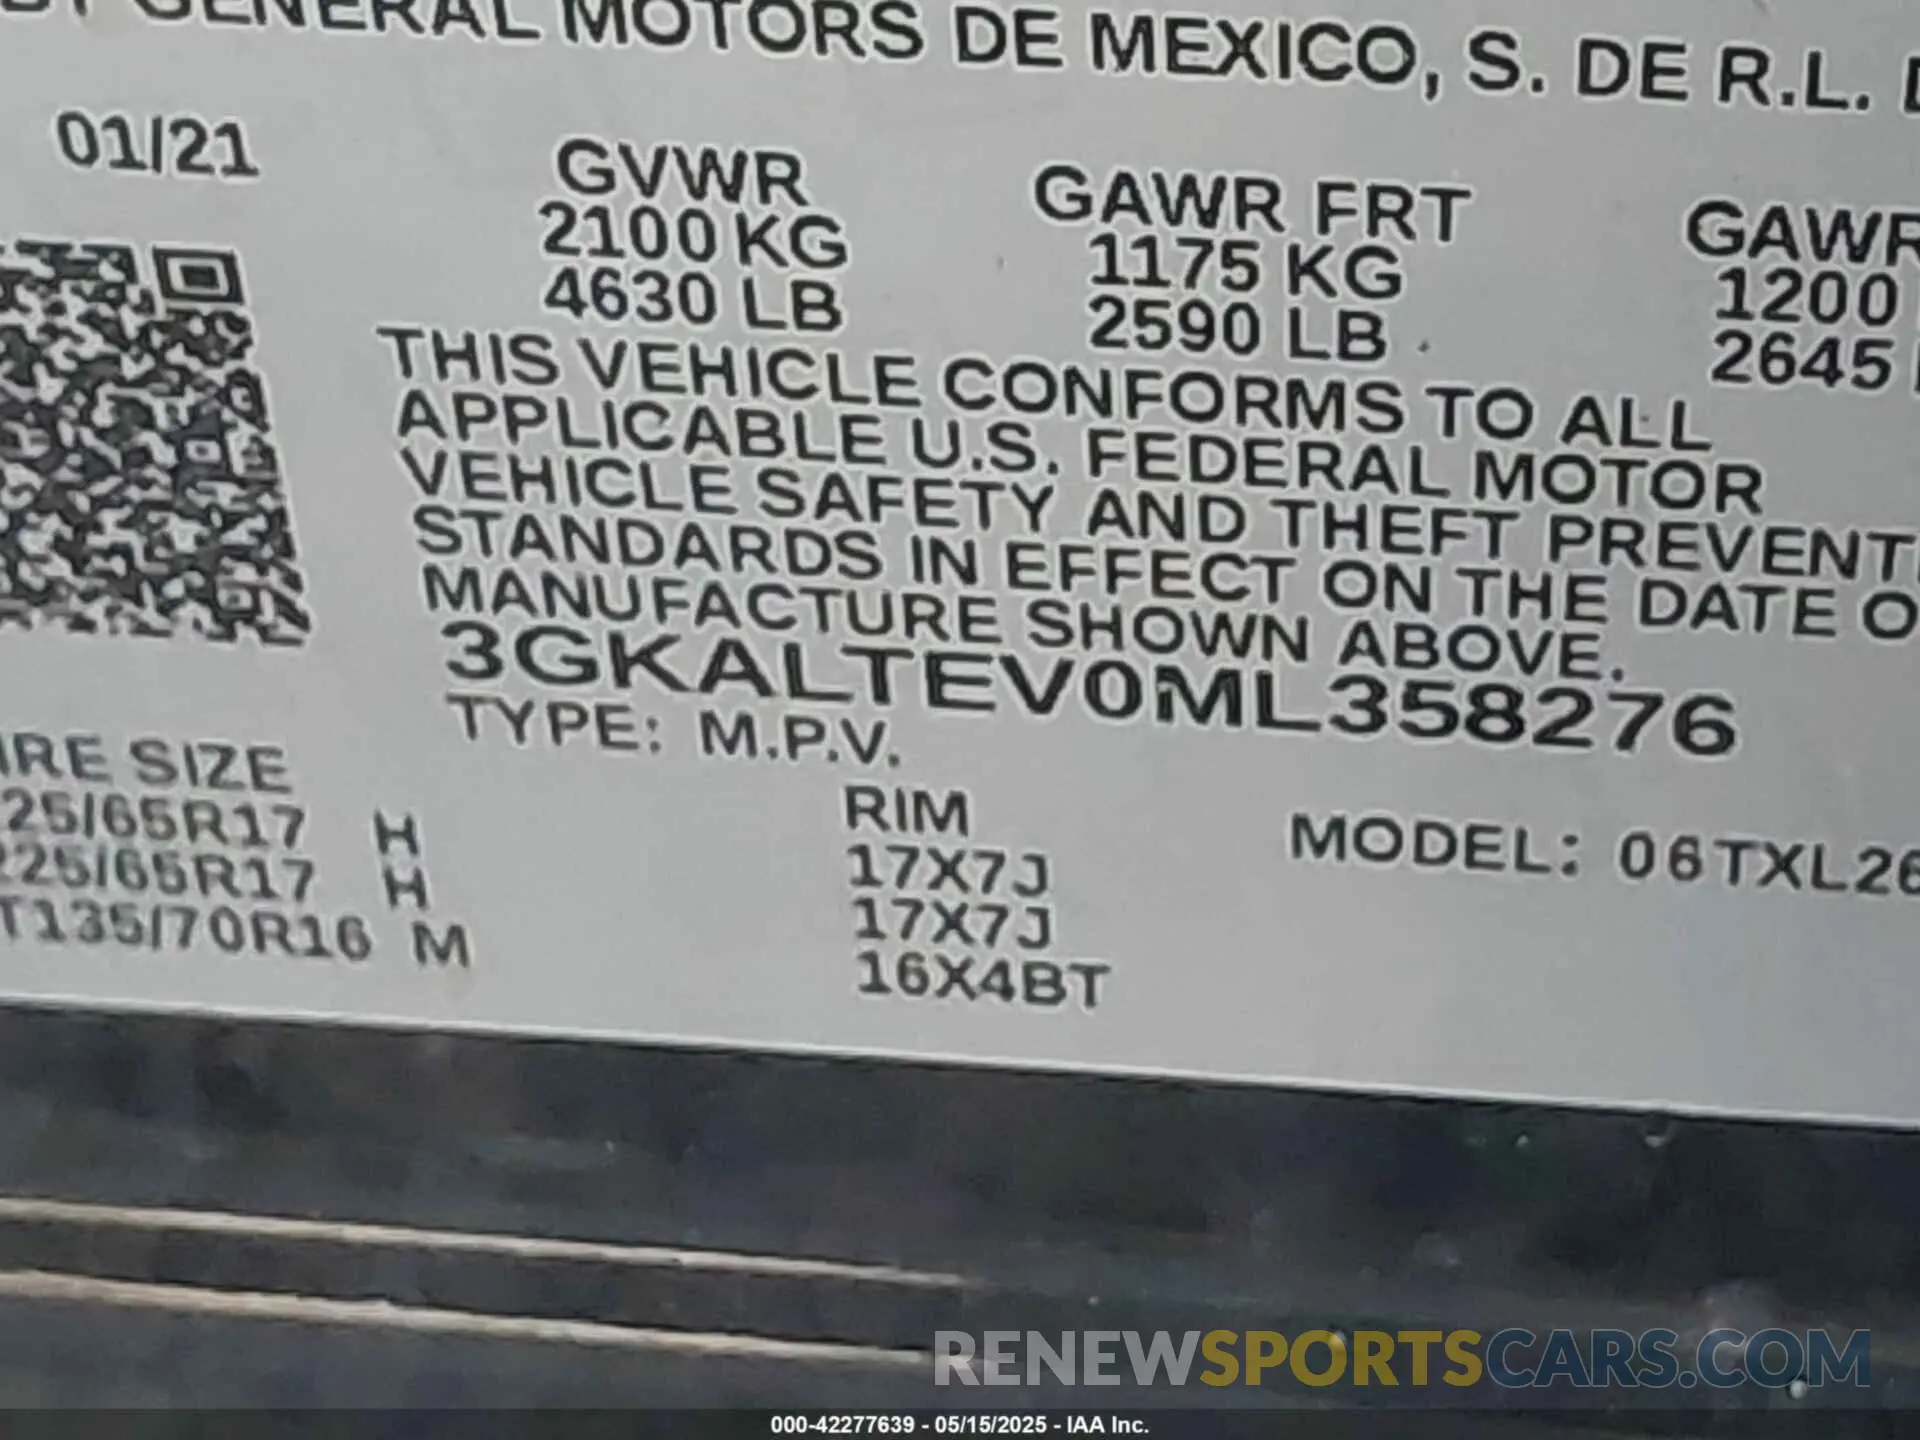 GENERAL MOTORS DE MEXICO, S. DE R.L.
01/21
GVWR
2100 KG
4630 LB
GAWR FRT
1175 KG
2590 LB
GAWR
1200
2645
THIS VEHICLE CONFORMS TO ALL
APPLICABLE U.S. FEDERAL MOTOR
VEHICLE SAFETY AND THEFT PREVENTI
STANDARDS IN EFFECT ON THE DATE O
MANUFACTURE SHOWN ABOVE.
3GKALTEV0ML358276
TYPE: M.P.V.
IRE SIZE
25/65R17 H
225/65R17 H
T135/70R16 M
RIM
17X7J
17X7J
16X4BT
MODEL: 06TXL26
RENEWSPORTSCARS.COM
000-42277639 - 05/15/2025 - IAA Inc.